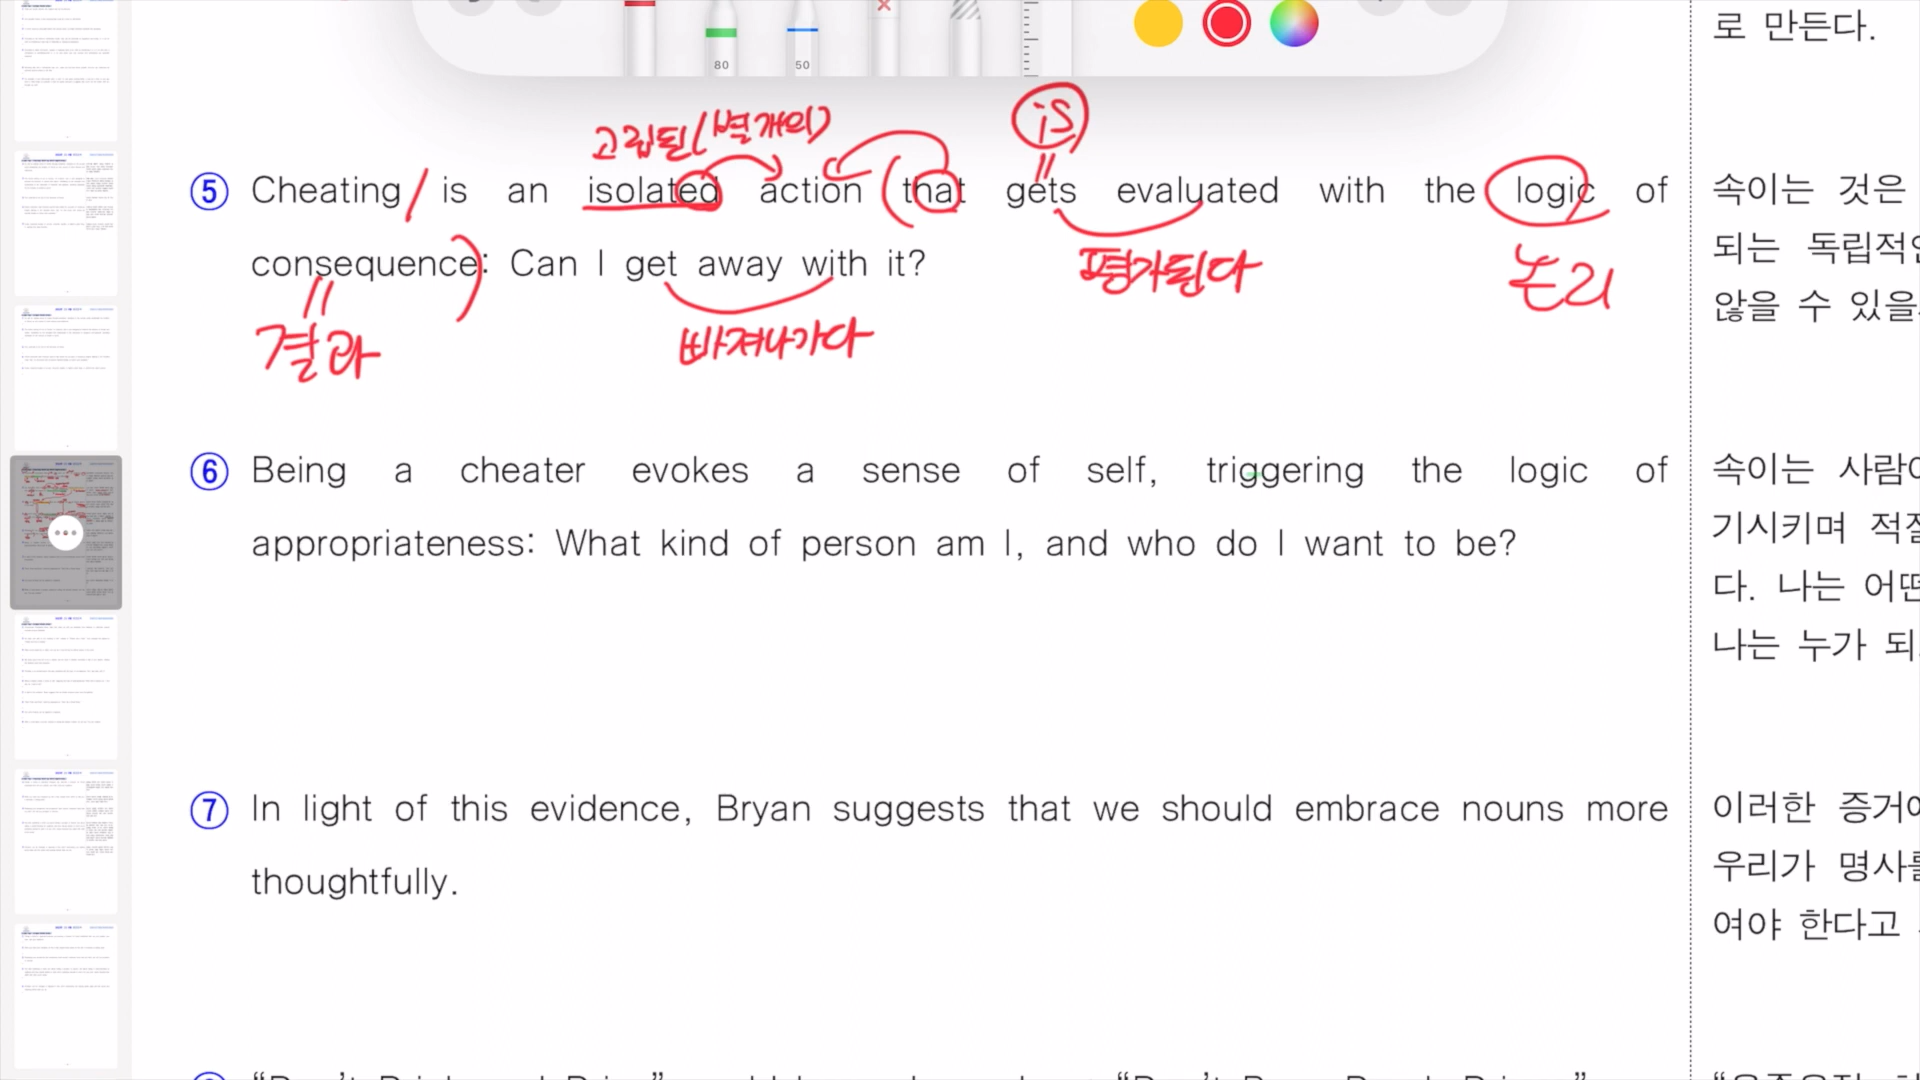 80 50
로 만든다.
고립된(별개의) is
⑤ Cheating is an isolated action that gets evaluated with the logic of
consequence: Can I get away with it?
평가된다 논리
결과 빠져나가다
속이는 것은
되는 독립적인
않을 수 있을
⑥ Being a cheater evokes a sense of self, triggering the logic of
appropriateness: What kind of person am I, and who do I want to be?
속이는 사람이
기시키며 적절
다. 나는 어떤
나는 누가 되
⑦ In light of this evidence, Bryan suggests that we should embrace nouns more
thoughtfully.
이러한 증거에
우리가 명사를
여야 한다고